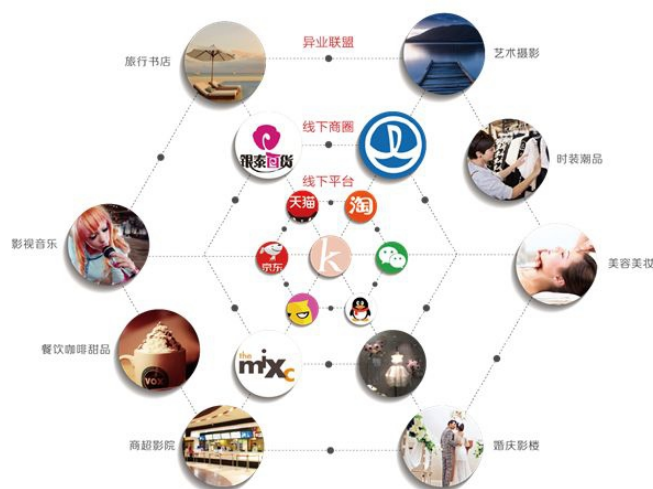 异业联盟
旅行书店
艺术摄影
线下商圈
银泰百货
时装潮品
线下平台
天猫
淘
影视音乐
京东
k
美容美妆
餐饮咖啡甜品
VOX
the
mixc
商超影院
婚庆影楼